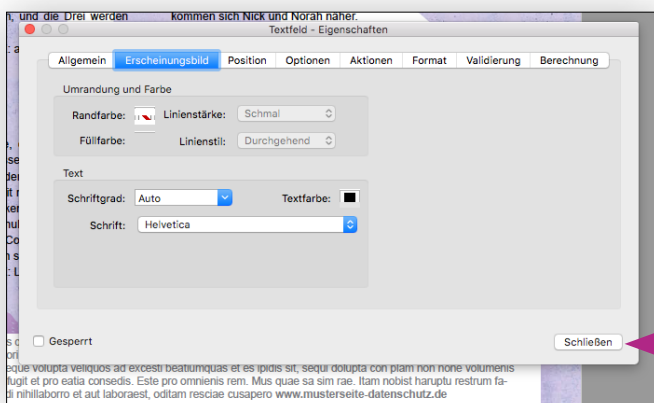 n, und die Drei werden kommen sich Nick und Norah näher.
Textfeld - Eigenschaften
Allgemein Erscheinungsbild Position Optionen Aktionen Format Validierung Berechnung
Umrandung und Farbe
Randfarbe: Linienstärke: Schmal
Füllfarbe: Linienstil: Durchgehend
Text
Schriftgrad: Auto Textfarbe:
Schrift: Helvetica
Gesperrt
Schließen
eque volupta veliquos ad excesti beatiumquas et es ipidis sit, sequi dolupta con plam non none volumenis
fugit et pro eatia consedis. Este pro omnienis rem. Mus quae sa sim rae. Itam nobist haruptu restrum fa-
di nihillaborro et aut laboraest, oditam resciae cusapero www.musterseite-datenschutz.de